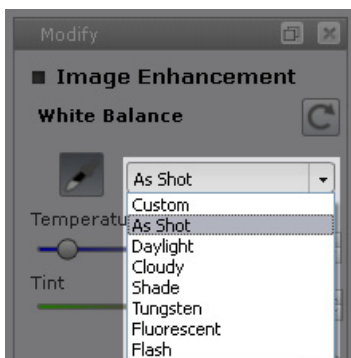 Modify
Image Enhancement
White Balance
As Shot
Custom
As Shot
Daylight
Cloudy
Shade
Tungsten
Fluorescent
Flash
Tint